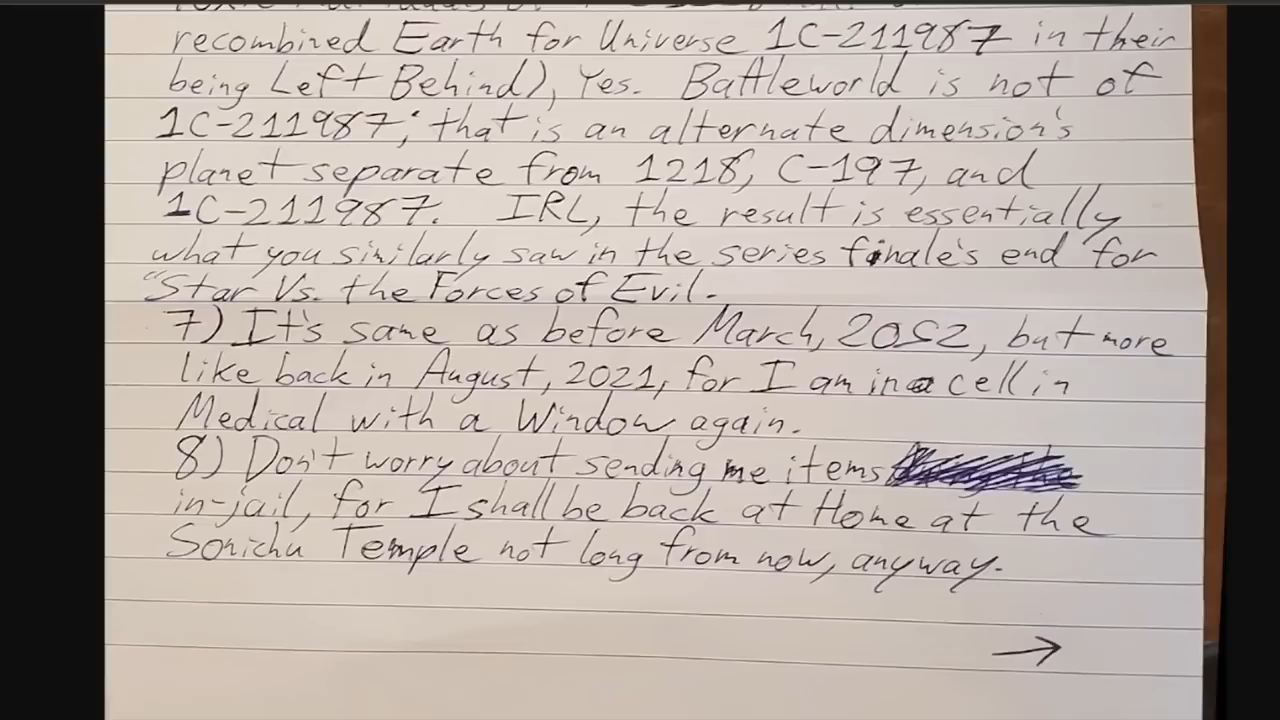 recombined Earth for Universe 1C-211987 in their
being Left Behind), Yes. Battleworld is not of
1C-211987; that is an alternate dimension's
planet separate from 1218, C-197, and
1C-211987. IRL, the result is essentially
what you similarly saw in the series finale's end for
"Star Vs. the Forces of Evil.
7) It's same as before March, 2022, but more
like back in August, 2021, for I am in a cell in
Medical with a Window again.
8) Don't worry about sending me items
in-jail, for I shall be back at Home at the
Sonichu Temple not long from now, anyway.
→